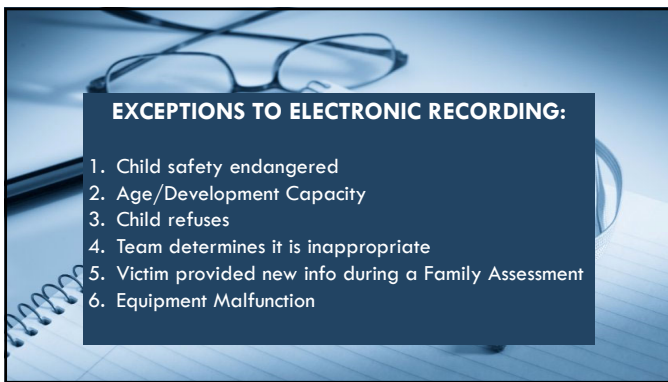 EXCEPTIONS TO ELECTRONIC RECORDING:
1. Child safety endangered
2. Age/Development Capacity
3. Child refuses
4. Team determines it is inappropriate
5. Victim provided new info during a Family Assessment
6. Equipment Malfunction